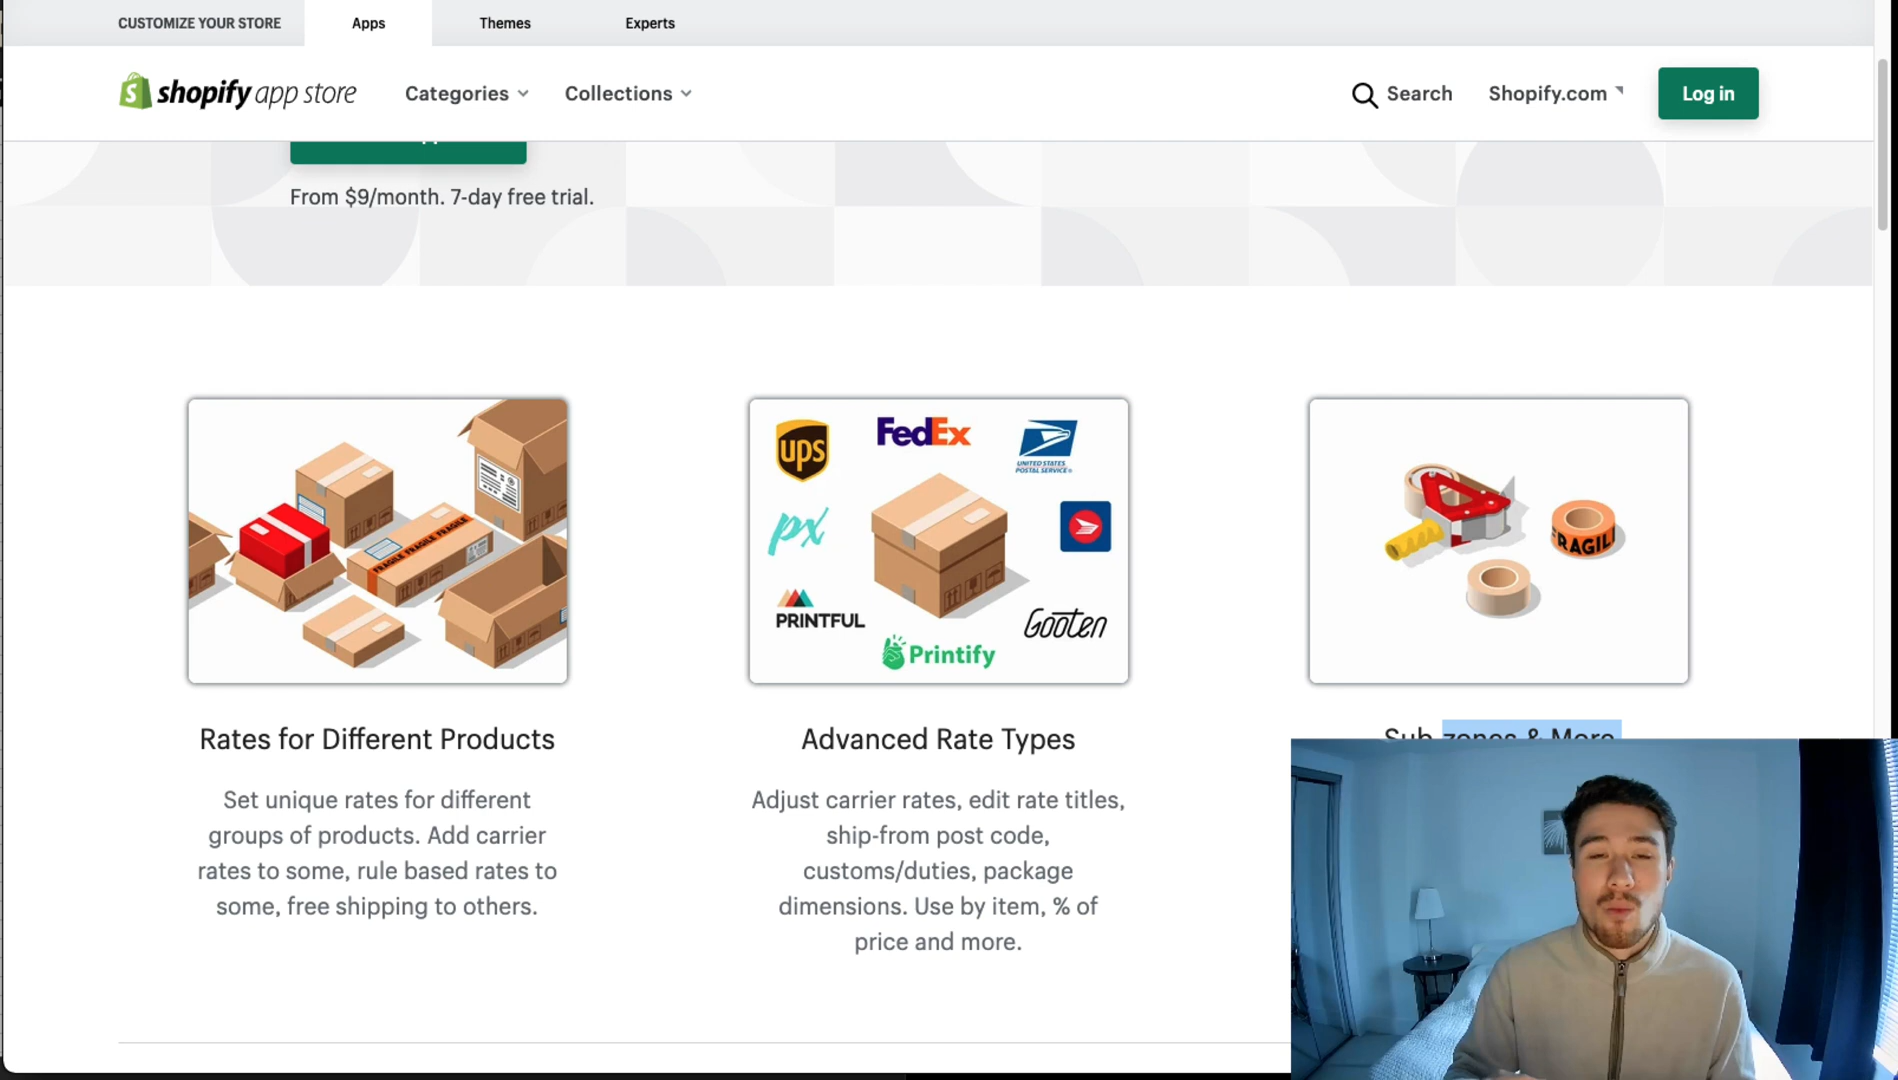 CUSTOMIZE YOUR STORE Apps Themes Experts
shopify app store Categories Collections Search Shopify.com Log in
From $9/month. 7-day free trial.
ups FedEx UNITED STATES POSTAL SERVICE®
px
FRAGILE FRAGILE FRAGILE
FRAGIL
PRINTFUL
Gooten
Printify
Rates for Different Products
Set unique rates for different
groups of products. Add carrier
rates to some, rule based rates to
some, free shipping to others.
Advanced Rate Types
Adjust carrier rates, edit rate titles,
ship-from post code,
customs/duties, package
dimensions. Use by item, % of
price and more.
Sub-zones & More